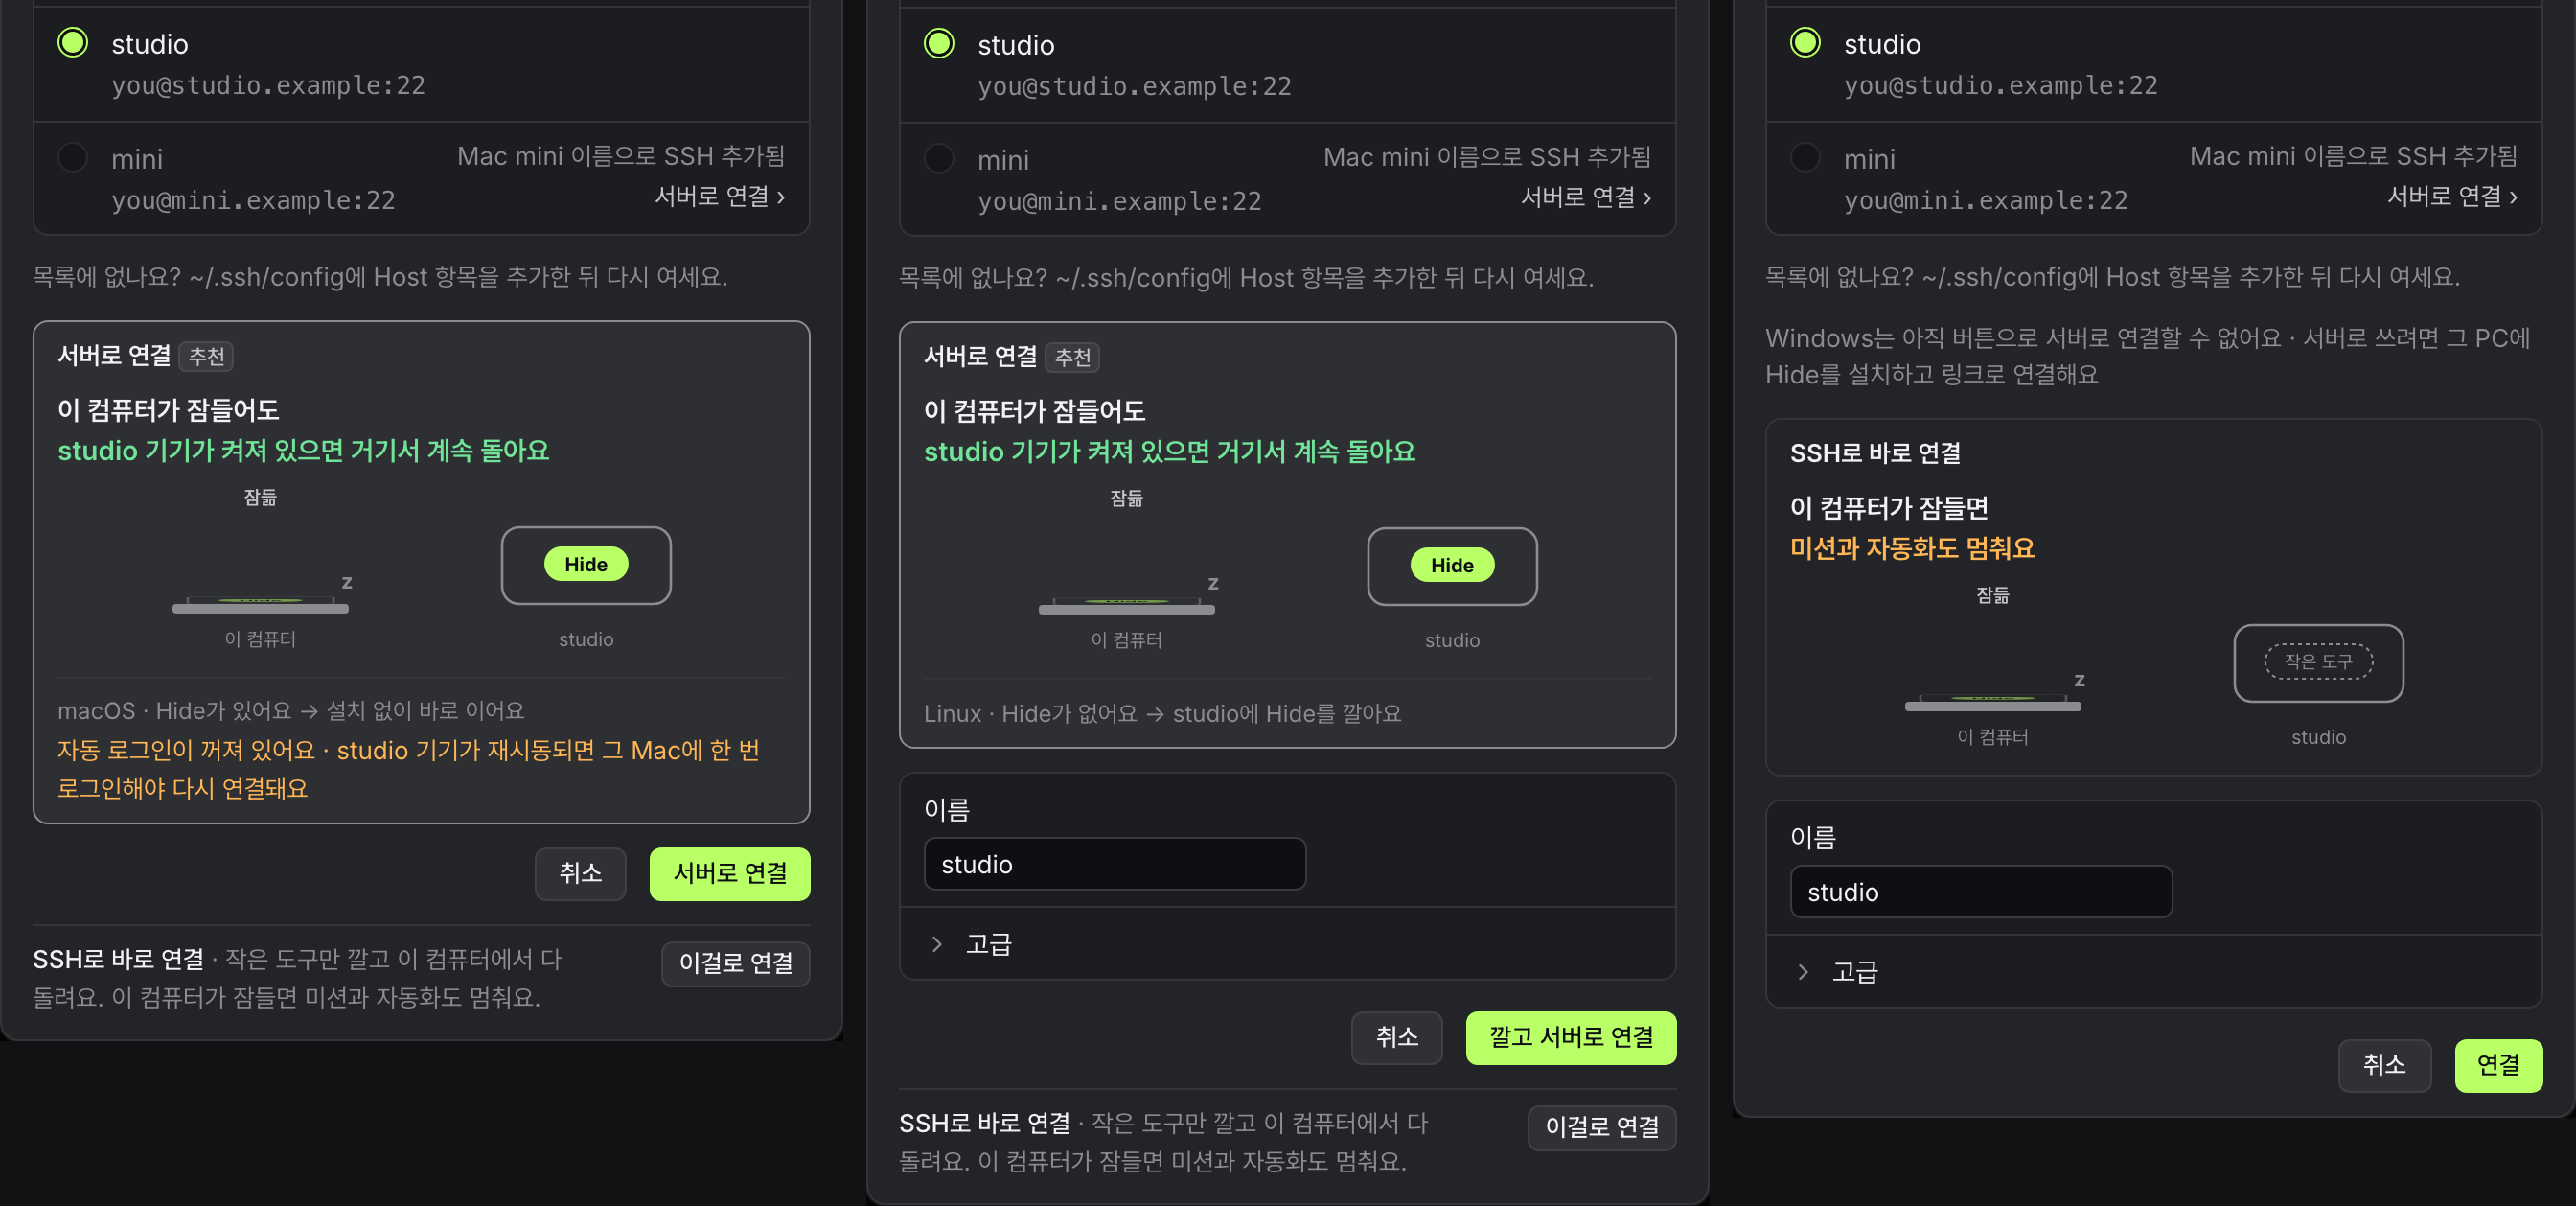 studio
you@studio.example:22
mini
Mac mini 이름으로 SSH 추가됨
you@mini.example:22
서버로 연결 ›
목록에 없나요? ~/.ssh/config에 Host 항목을 추가한 뒤 다시 여세요.
서버로 연결 추천
이 컴퓨터가 잠들어도
studio 기기가 켜져 있으면 거기서 계속 돌아요
잠듦
Hide
z
이 컴퓨터
studio
macOS · Hide가 있어요 → 설치 없이 바로 이어요
자동 로그인이 꺼져 있어요 · studio 기기가 재시동되면 그 Mac에 한 번
로그인해야 다시 연결돼요
취소
서버로 연결
SSH로 바로 연결 · 작은 도구만 깔고 이 컴퓨터에서 다
돌려요. 이 컴퓨터가 잠들면 미션과 자동화도 멈춰요.
이걸로 연결
studio
you@studio.example:22
mini
Mac mini 이름으로 SSH 추가됨
you@mini.example:22
서버로 연결 ›
목록에 없나요? ~/.ssh/config에 Host 항목을 추가한 뒤 다시 여세요.
서버로 연결 추천
이 컴퓨터가 잠들어도
studio 기기가 켜져 있으면 거기서 계속 돌아요
잠듦
Hide
z
이 컴퓨터
studio
Linux · Hide가 없어요 → studio에 Hide를 깔아요
이름
studio
고급
취소
깔고 서버로 연결
SSH로 바로 연결 · 작은 도구만 깔고 이 컴퓨터에서 다
돌려요. 이 컴퓨터가 잠들면 미션과 자동화도 멈춰요.
이걸로 연결
studio
you@studio.example:22
mini
Mac mini 이름으로 SSH 추가됨
you@mini.example:22
서버로 연결 ›
목록에 없나요? ~/.ssh/config에 Host 항목을 추가한 뒤 다시 여세요.
Windows는 아직 버튼으로 서버로 연결할 수 없어요 · 서버로 쓰려면 그 PC에
Hide를 설치하고 링크로 연결해요
SSH로 바로 연결
이 컴퓨터가 잠들면
미션과 자동화도 멈춰요
잠듦
작은 도구
z
이 컴퓨터
studio
이름
studio
고급
취소
연결